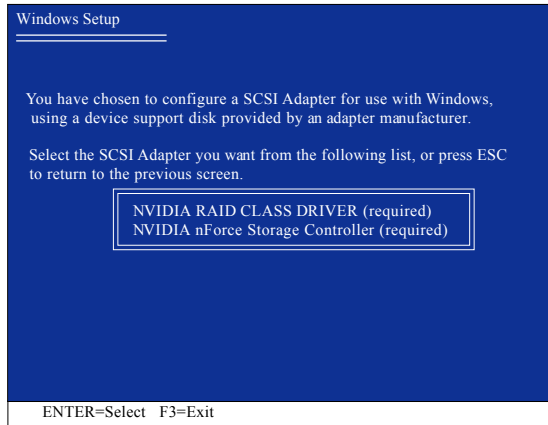 Windows Setup
You have chosen to configure a SCSI Adapter for use with Windows,
using a device support disk provided by an adapter manufacturer.
Select the SCSI Adapter you want from the following list, or press ESC
to return to the previous screen.
NVIDIA RAID CLASS DRIVER (required)
NVIDIA nForce Storage Controller (required)
ENTER=Select F3=Exit